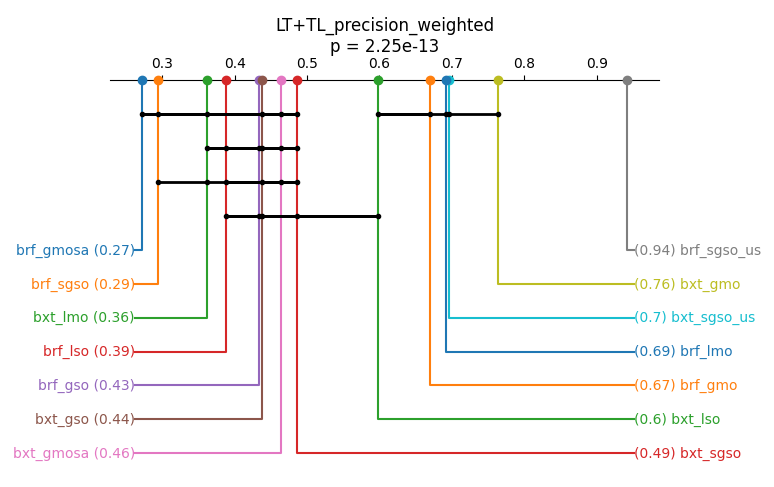 LT+TL_precision_weighted
p = 2.25e-13
0.3 0.4 0.5 0.6 0.7 0.8 0.9
brf_gmosa (0.27) (0.94) brf_sgso_us
brf_sgso (0.29) (0.76) bxt_gmo
bxt_lmo (0.36) (0.7) bxt_sgso_us
brf_lso (0.39) (0.69) brf_lmo
brf_gso (0.43) (0.67) brf_gmo
bxt_gso (0.44) (0.6) bxt_lso
bxt_gmosa (0.46) (0.49) bxt_sgso